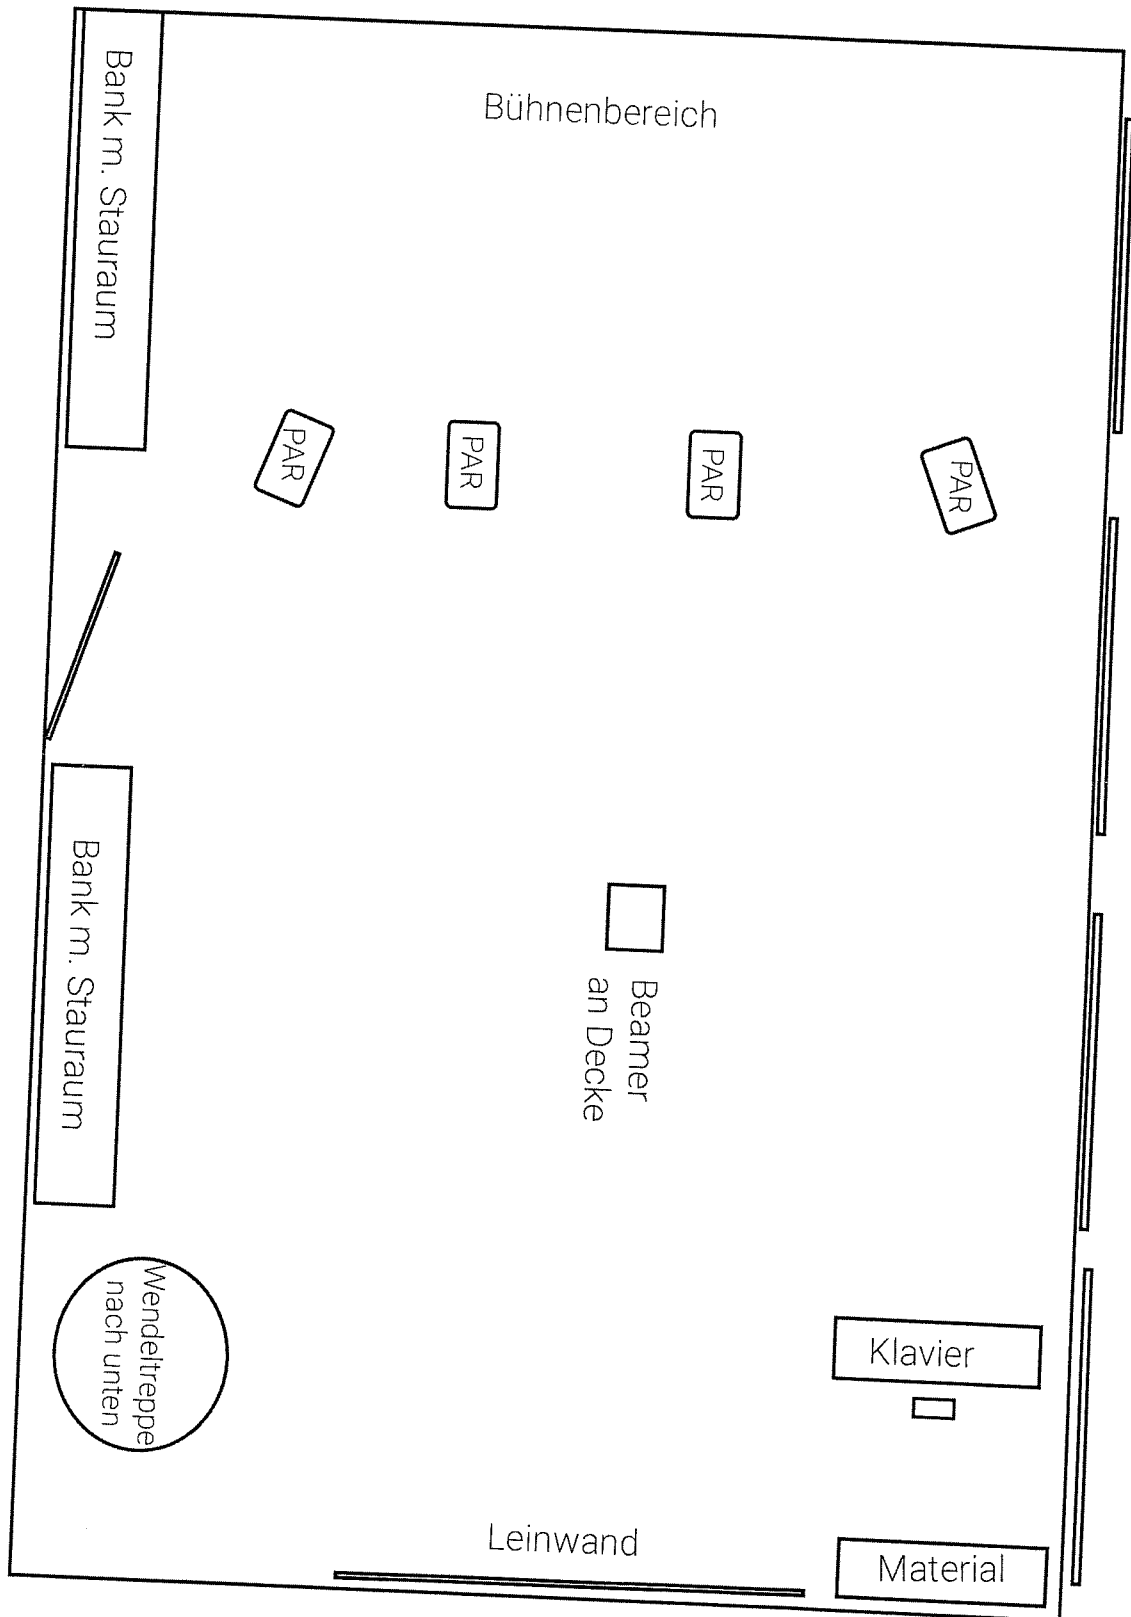 Bühnenbereich
Bank m. Stauraum
PAR
PAR
PAR
PAR
Beamer
an Decke
Bank m. Stauraum
Wendeltreppe
nach unten
Klavier
Leinwand
Material